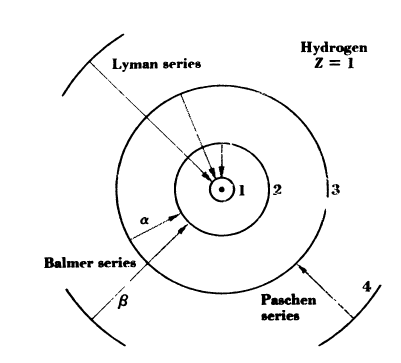 Hydrogen
Z = 1
Lyman series
1
2
3
α
Balmer series
β
4
Paschen
series